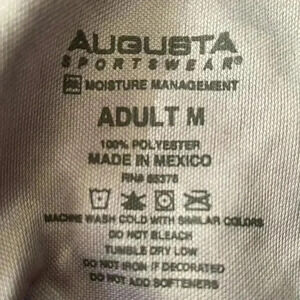 AUGUSTA
SPORTSWEAR®
MOISTURE MANAGEMENT
ADULT M
100% POLYESTER
MADE IN MEXICO
RN#
MACHINE WASH COLD WITH SIMILAR COLORS
DO NOT BLEACH
TUMBLE DRY LOW
DO NOT IRON IF DECORATED
DO NOT ADD SOFTENERS